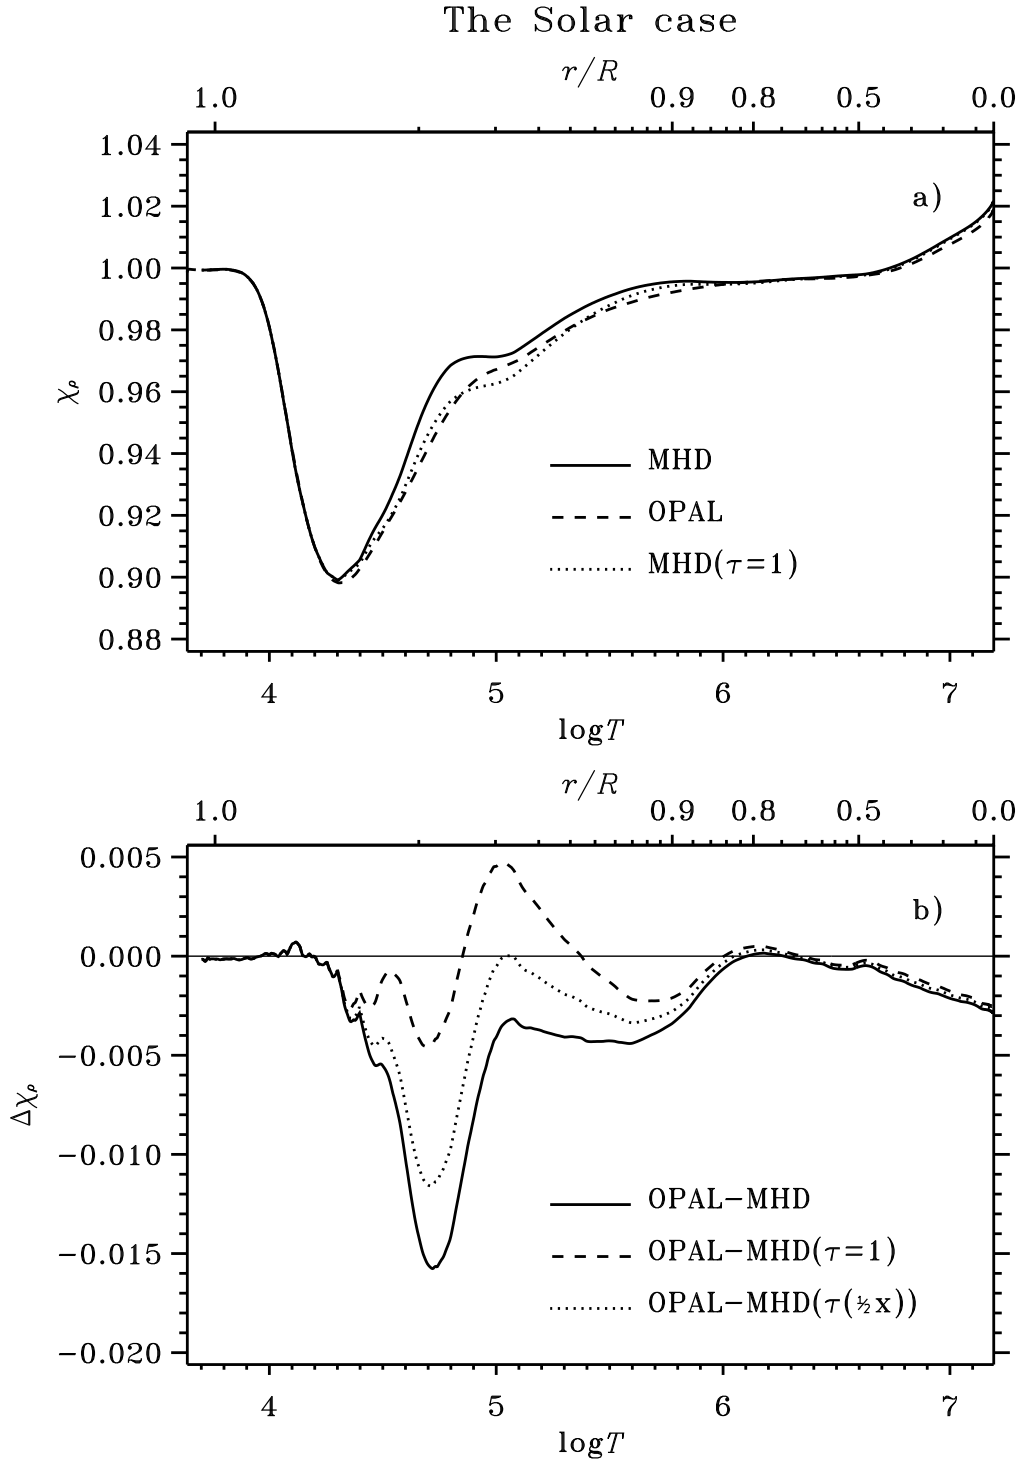 The Solar case
r/R
1.0 0.9 0.8 0.5 0.0
1.04
a)
1.02
1.00
0.98
χρ
0.96
0.94
MHD
0.92
OPAL
0.90
MHD(τ=1)
0.88
4 5 6 7
logT
r/R
1.0 0.9 0.8 0.5 0.0
0.005
b)
0.000
−0.005
Δχρ
−0.010
OPAL−MHD
−0.015
OPAL−MHD(τ=1)
OPAL−MHD(τ(½x))
−0.020
4 5 6 7
logT